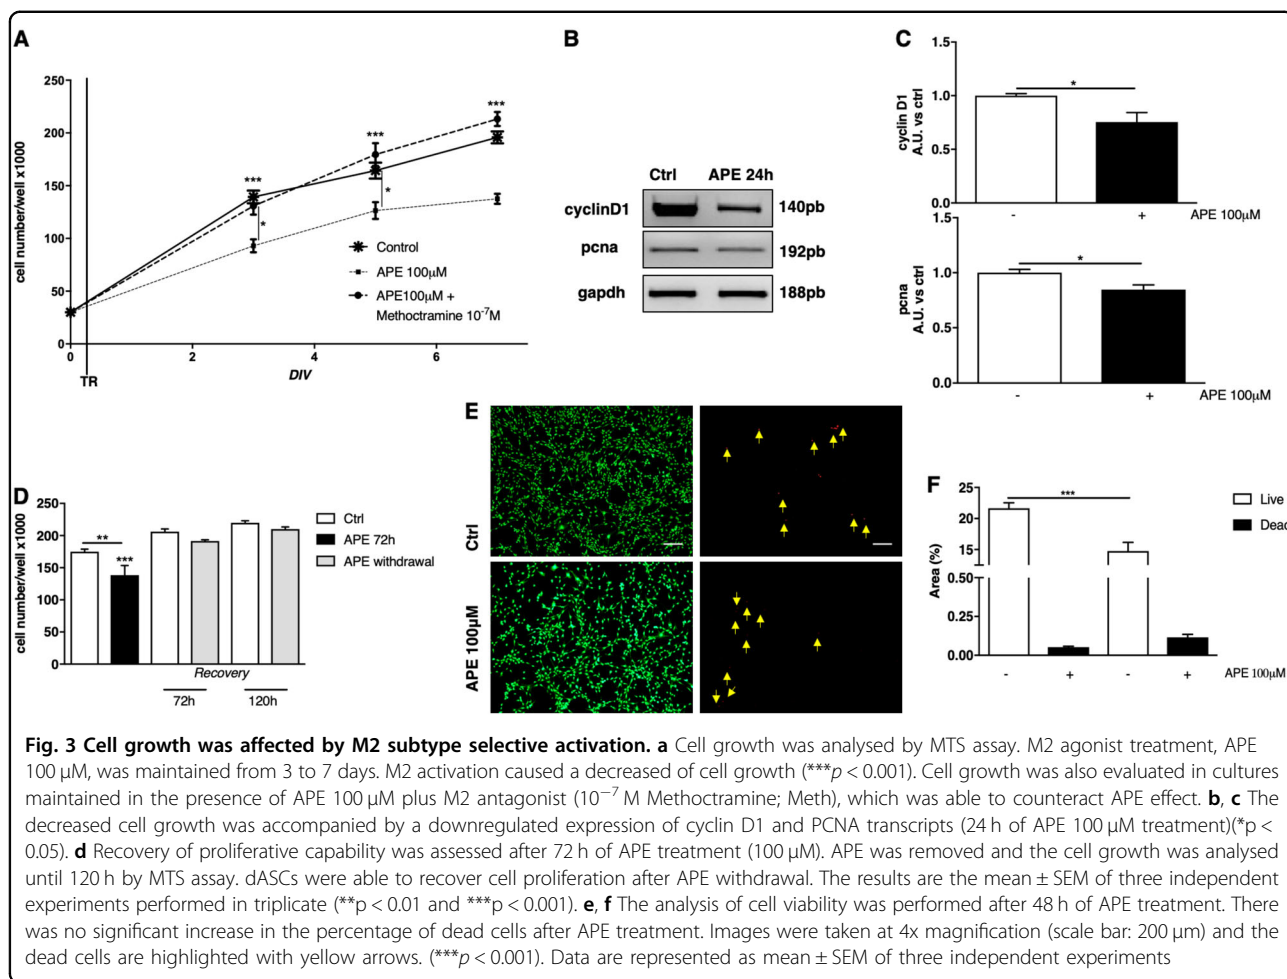 A
250
200
150
100
50
0
cell number/well x1000
***
***
***
*
*
Control
APE 100µM
APE100µM +
Methoctramine 10⁻⁷M
0
2
4
6
TR
DIV
B
Ctrl
APE 24h
cyclinD1
140pb
pcna
192pb
gapdh
188pb
C
1.5
1.0
0.5
0.0
cyclin D1
A.U. vs ctrl
*
-
+
APE 100µM
1.5
1.0
0.5
0.0
pcna
A.U. vs ctrl
*
-
+
APE 100µM
D
250
200
150
100
50
0
cell number/well x1000
**
***
Ctrl
APE 72h
APE withdrawal
Recovery
72h
120h
E
Ctrl
APE 100µM
F
25
20
15
0.50
0.25
0.00
Area (%)
***
Live
Dead
-
+
-
+
APE 100µM
Fig. 3 Cell growth was affected by M2 subtype selective activation. a Cell growth was analysed by MTS assay. M2 agonist treatment, APE
100 µM, was maintained from 3 to 7 days. M2 activation caused a decreased of cell growth (***p < 0.001). Cell growth was also evaluated in cultures
maintained in the presence of APE 100 µM plus M2 antagonist (10⁻⁷ M Methoctramine; Meth), which was able to counteract APE effect. b, c The
decreased cell growth was accompanied by a downregulated expression of cyclin D1 and PCNA transcripts (24 h of APE 100 µM treatment)(*p <
0.05). d Recovery of proliferative capability was assessed after 72 h of APE treatment (100 µM). APE was removed and the cell growth was analysed
until 120 h by MTS assay. dASCs were able to recover cell proliferation after APE withdrawal. The results are the mean ± SEM of three independent
experiments performed in triplicate (**p < 0.01 and ***p < 0.001). e, f The analysis of cell viability was performed after 48 h of APE treatment. There
was no significant increase in the percentage of dead cells after APE treatment. Images were taken at 4x magnification (scale bar: 200 µm) and the
dead cells are highlighted with yellow arrows. (***p < 0.001). Data are represented as mean ± SEM of three independent experiments